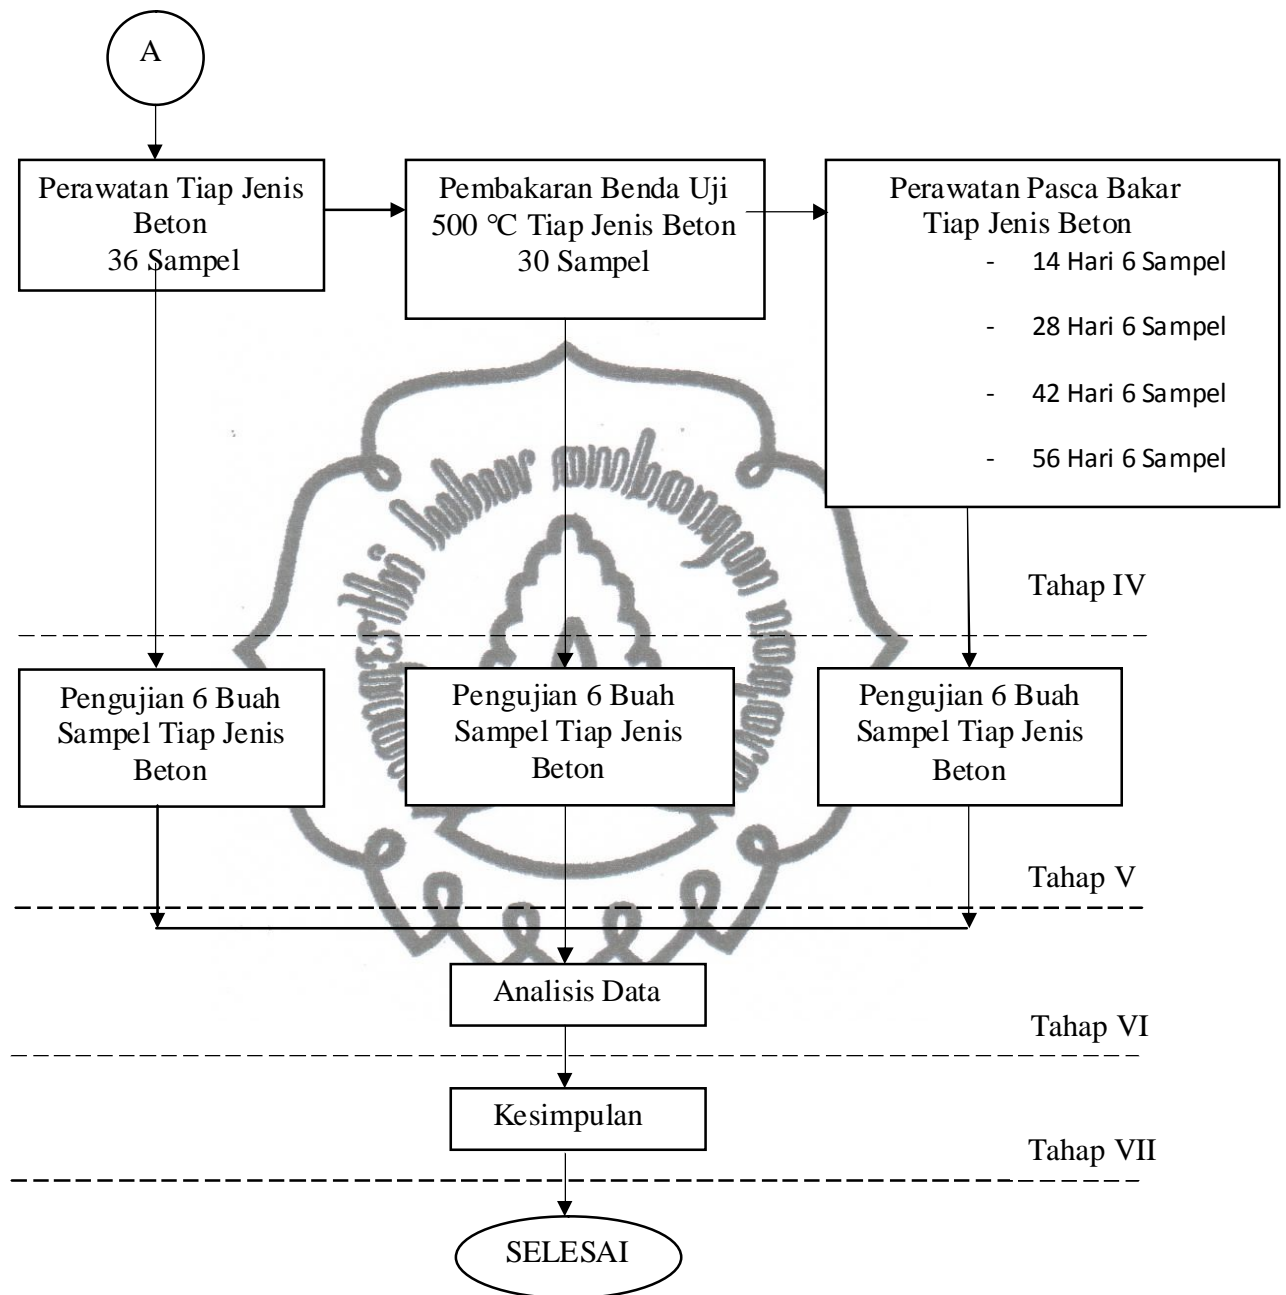 A
Perawatan Tiap Jenis
Beton
36 Sampel
Pembakaran Benda Uji
500 °C Tiap Jenis Beton
30 Sampel
Perawatan Pasca Bakar
Tiap Jenis Beton
- 14 Hari 6 Sampel
- 28 Hari 6 Sampel
- 42 Hari 6 Sampel
- 56 Hari 6 Sampel
Tahap IV
Pengujian 6 Buah
Sampel Tiap Jenis
Beton
Pengujian 6 Buah
Sampel Tiap Jenis
Beton
Pengujian 6 Buah
Sampel Tiap Jenis
Beton
Tahap V
Analisis Data
Tahap VI
Kesimpulan
Tahap VII
SELESAI